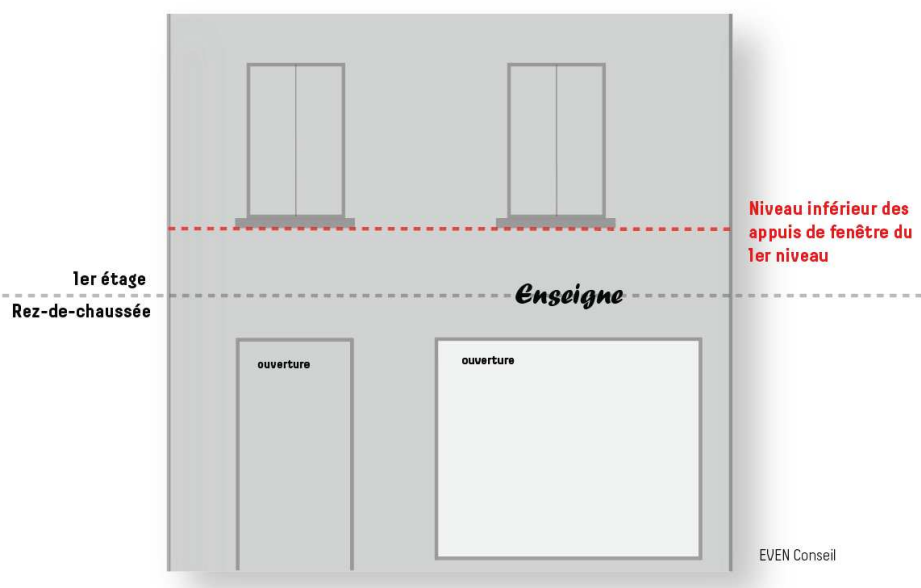 Niveau inférieur des
appuis de fenêtre du
1er niveau
1er étage
Enseigne
Rez-de-chaussée
ouverture
ouverture
EVEN Conseil